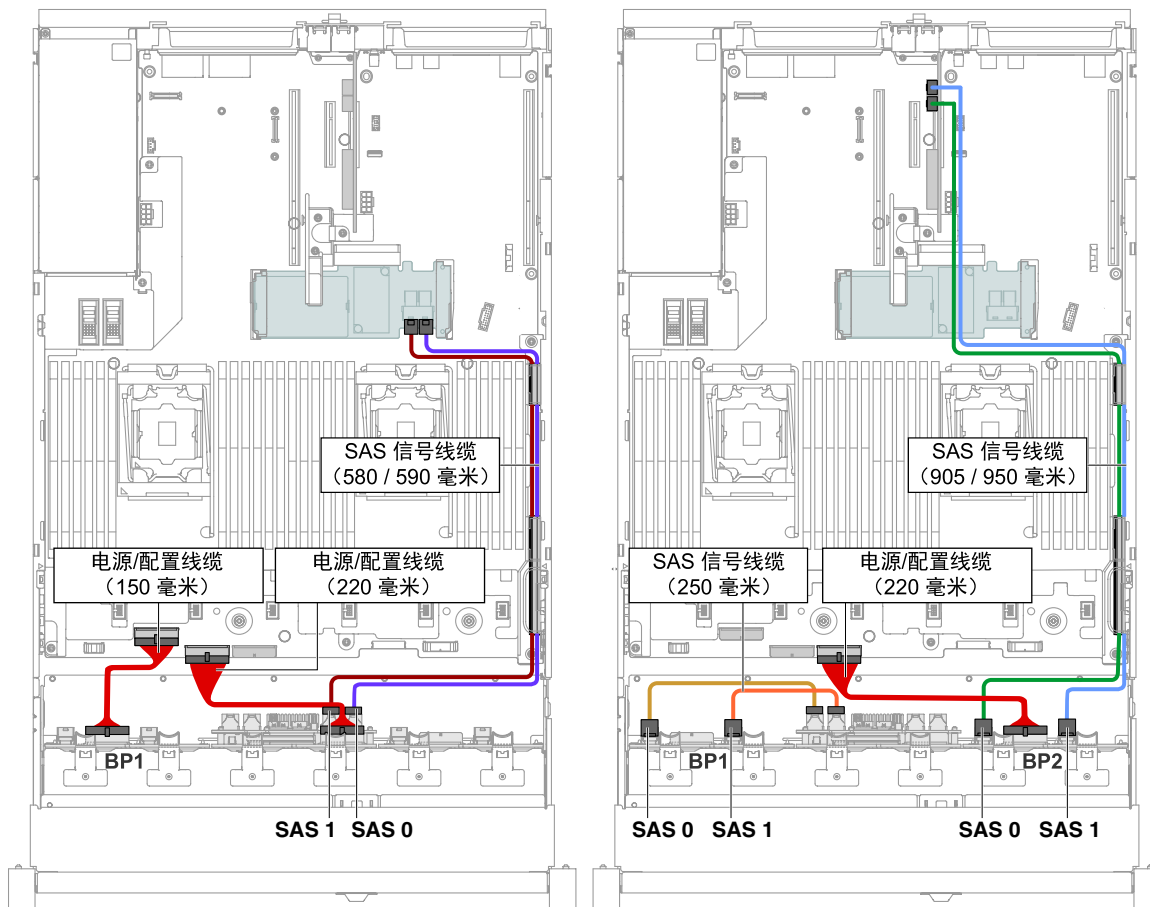 SAS 信号线缆
（580 / 590 毫米）
电源/配置线缆
（150 毫米）
电源/配置线缆
（220 毫米）
BP1
SAS 1
SAS 0
SAS 信号线缆
（905 / 950 毫米）
SAS 信号线缆
（250 毫米）
电源/配置线缆
（220 毫米）
BP1
BP2
SAS 0
SAS 1
SAS 0
SAS 1